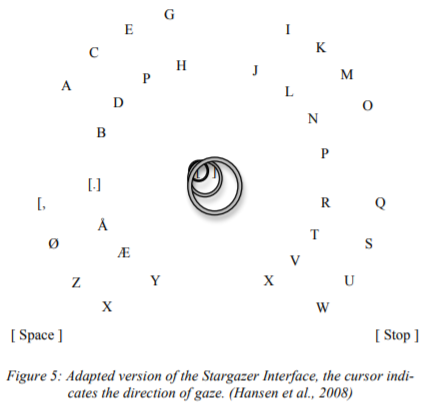 G
E I
C K
H J
P M
A L
D O
N
B
P
[.]
[, R Q
Å T
Ø S
Æ V
Z Y X U
X W
[ Space ] [ Stop ]
Figure 5: Adapted version of the Stargazer Interface, the cursor indi-
cates the direction of gaze. (Hansen et al., 2008)